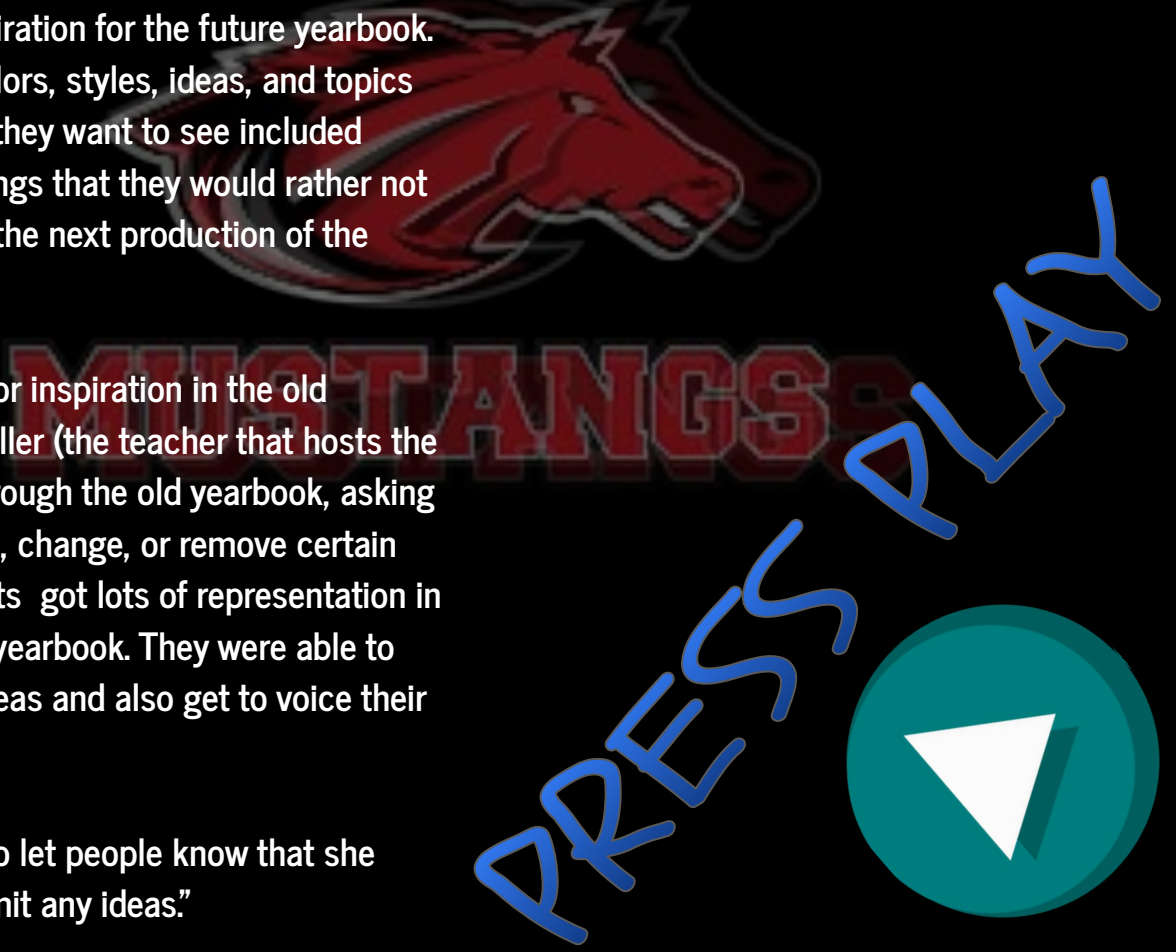 iration for the future yearbook.
lors, styles, ideas, and topics
they want to see included
ngs that they would rather not
the next production of the
or inspiration in the old
ller (the teacher that hosts the
rough the old yearbook, asking
, change, or remove certain
ts got lots of representation in
yearbook. They were able to
eas and also get to voice their
o let people know that she
nit any ideas."
MUSTANGS
PRESS PLAY